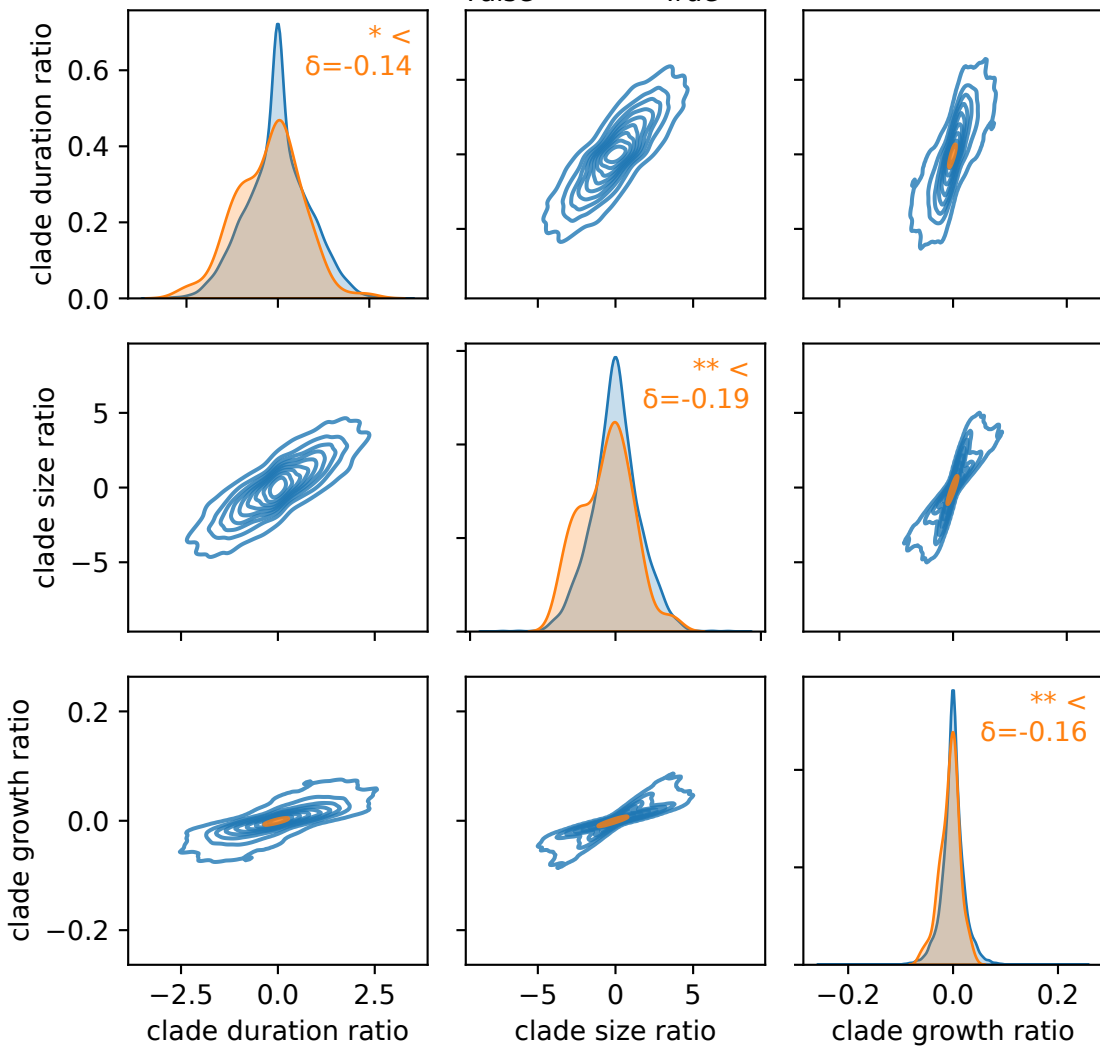 * <
δ=-0.14
clade duration ratio
0.6
0.4
0.2
0.0
** <
δ=-0.19
clade size ratio
5
0
−5
** <
δ=-0.16
clade growth ratio
0.2
0.0
−0.2
−2.5 0.0 2.5
−5 0 5
−0.2 0.0 0.2
clade duration ratio
clade size ratio
clade growth ratio